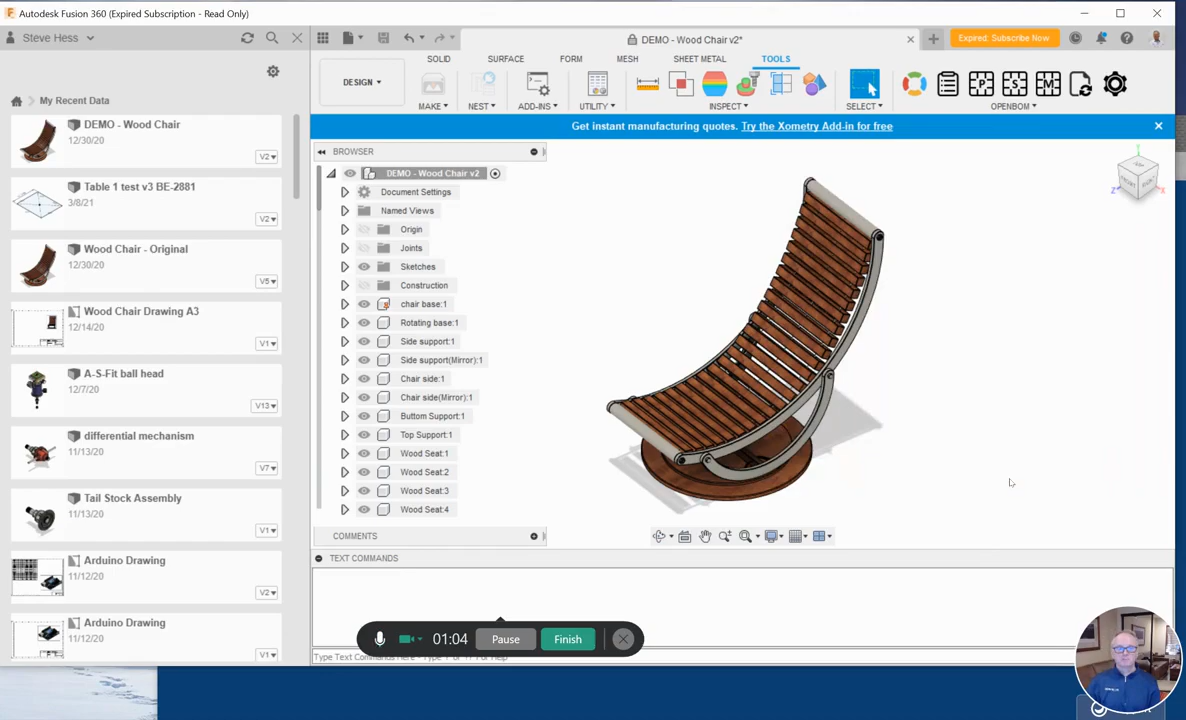 Autodesk Fusion 360 (Expired Subscription - Read Only)
Steve Hess
DEMO - Wood Chair v2*
Expired: Subscribe Now
SOLID SURFACE FORM MESH SHEET METAL TOOLS
DESIGN
MAKE NEST ADD-INS UTILITY INSPECT SELECT OPENBOM
Get instant manufacturing quotes. Try the Xometry Add-in for free
My Recent Data
DEMO - Wood Chair
12/30/20
V2
Table 1 test v3 BE-2881
3/8/21
V2
Wood Chair - Original
12/30/20
V5
Wood Chair Drawing A3
12/14/20
V1
A-S-Fit ball head
12/7/20
V13
differential mechanism
11/13/20
V7
Tail Stock Assembly
11/13/20
V1
Arduino Drawing
11/12/20
V2
Arduino Drawing
11/12/20
V1
BROWSER
DEMO - Wood Chair v2
Document Settings
Named Views
Origin
Joints
Sketches
Construction
chair base:1
Rotating base:1
Side support:1
Side support(Mirror):1
Chair side:1
Chair side(Mirror):1
Buttom Support:1
Top Support:1
Wood Seat:1
Wood Seat:2
Wood Seat:3
Wood Seat:4
COMMENTS
TEXT COMMANDS
01:04 Pause Finish